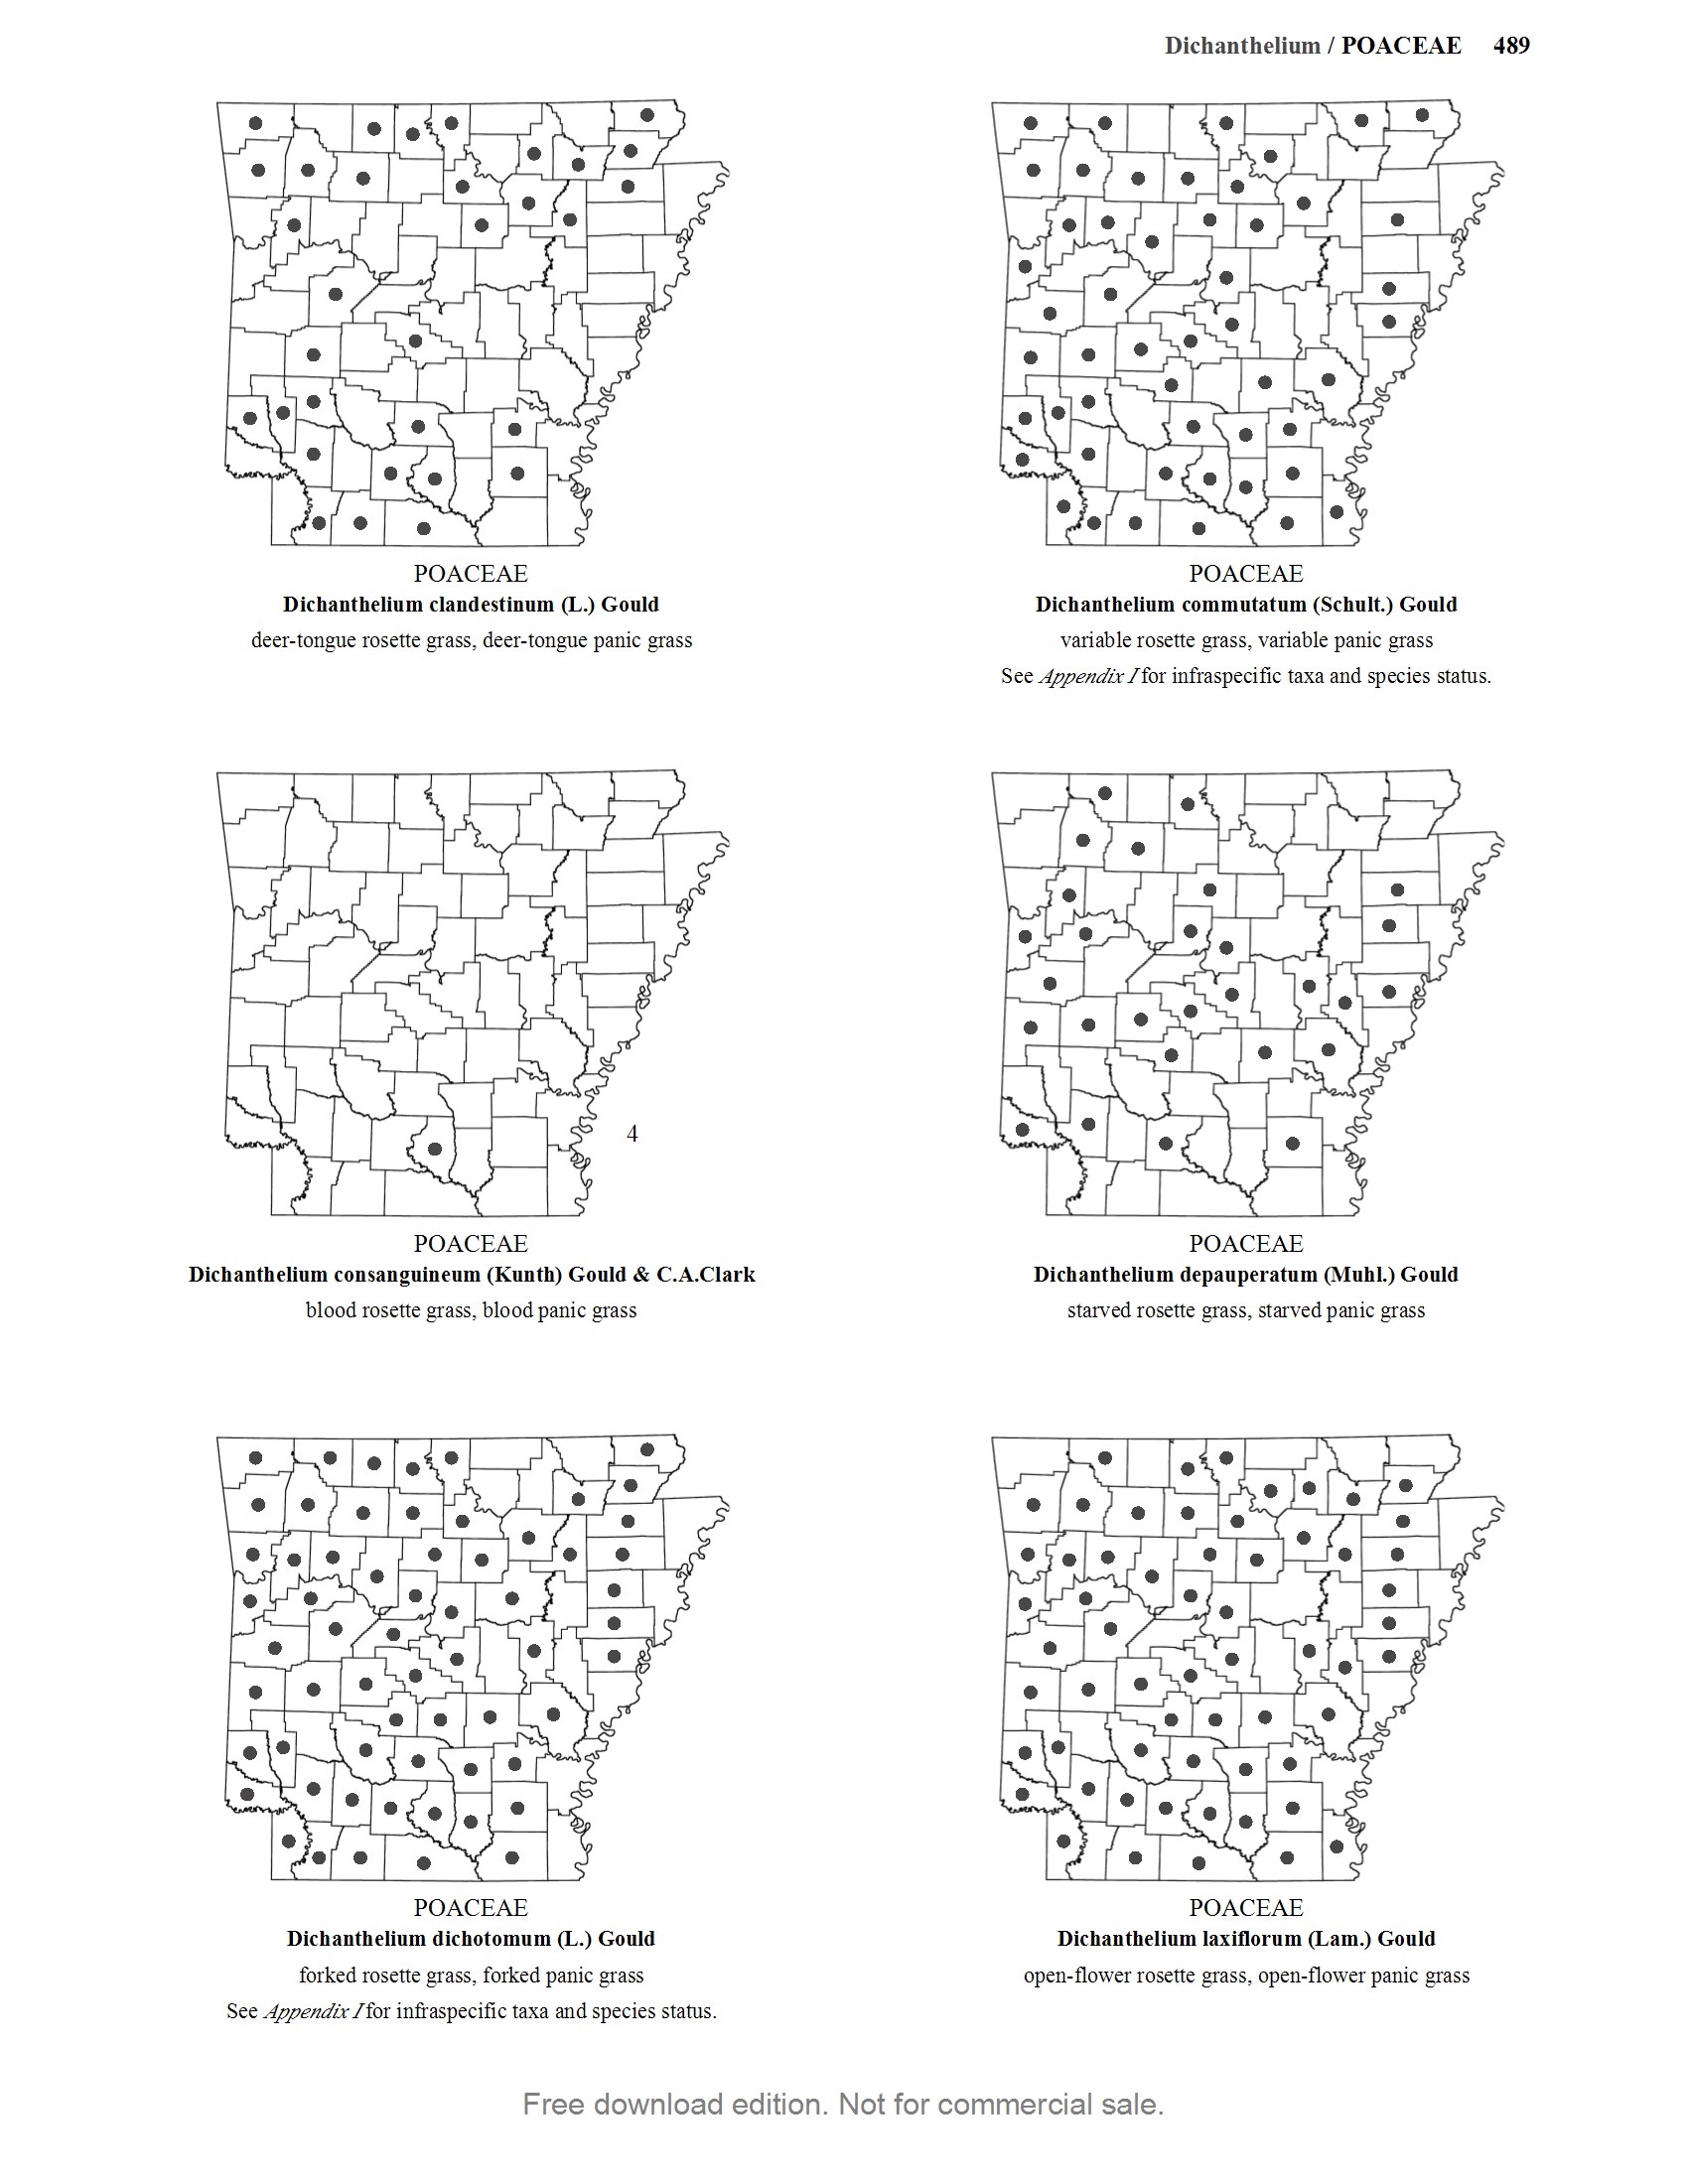 Dichanthelium / POACEAE 489
POACEAE
Dichanthelium clandestinum (L.) Gould
deer-tongue rosette grass, deer-tongue panic grass
POACEAE
Dichanthelium commutatum (Schult.) Gould
variable rosette grass, variable panic grass
See Appendix I for infraspecific taxa and species status.
4
POACEAE
Dichanthelium consanguineum (Kunth) Gould & C.A.Clark
blood rosette grass, blood panic grass
POACEAE
Dichanthelium depauperatum (Muhl.) Gould
starved rosette grass, starved panic grass
POACEAE
Dichanthelium dichotomum (L.) Gould
forked rosette grass, forked panic grass
See Appendix I for infraspecific taxa and species status.
POACEAE
Dichanthelium laxiflorum (Lam.) Gould
open-flower rosette grass, open-flower panic grass
Free download edition. Not for commercial sale.